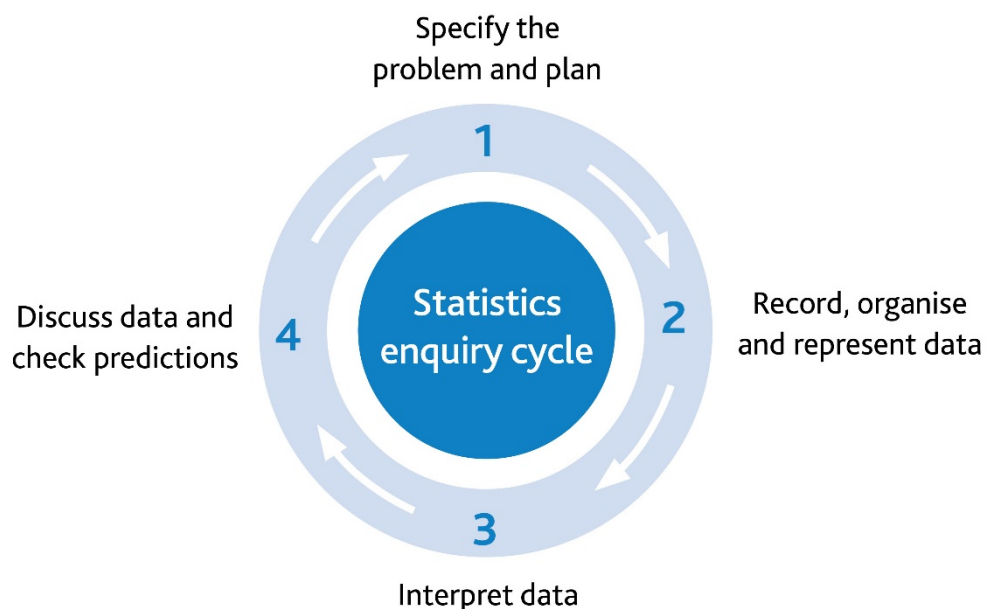 Specify the
problem and plan
1
Statistics
enquiry cycle
2
Record, organise
and represent data
3
Interpret data
4
Discuss data and
check predictions